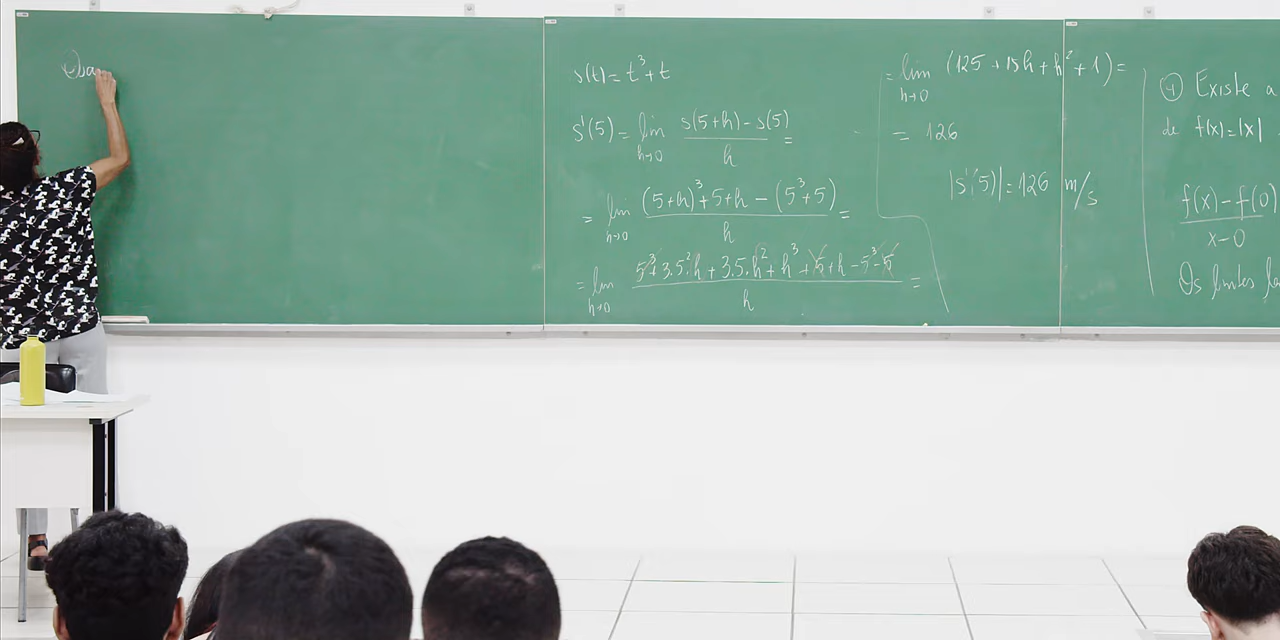 s(t) = t³ + t
s'(5) = lim h→0 (s(5+h) - s(5))/h =
= lim h→0 ((5+h)³ + 5 + h - (5³+5))/h =
= lim h→0 (5³ + 3.5².h + 3.5.h² + h³ + 5 + h - 5³ - 5)/h =
= lim h→0 (125 + 15h + h² + 1) =
= 126
|s'(5)| = 126 m/s
4 Existe a
de f(x) = |x|
(f(x) - f(0))/(x - 0)
Os limites